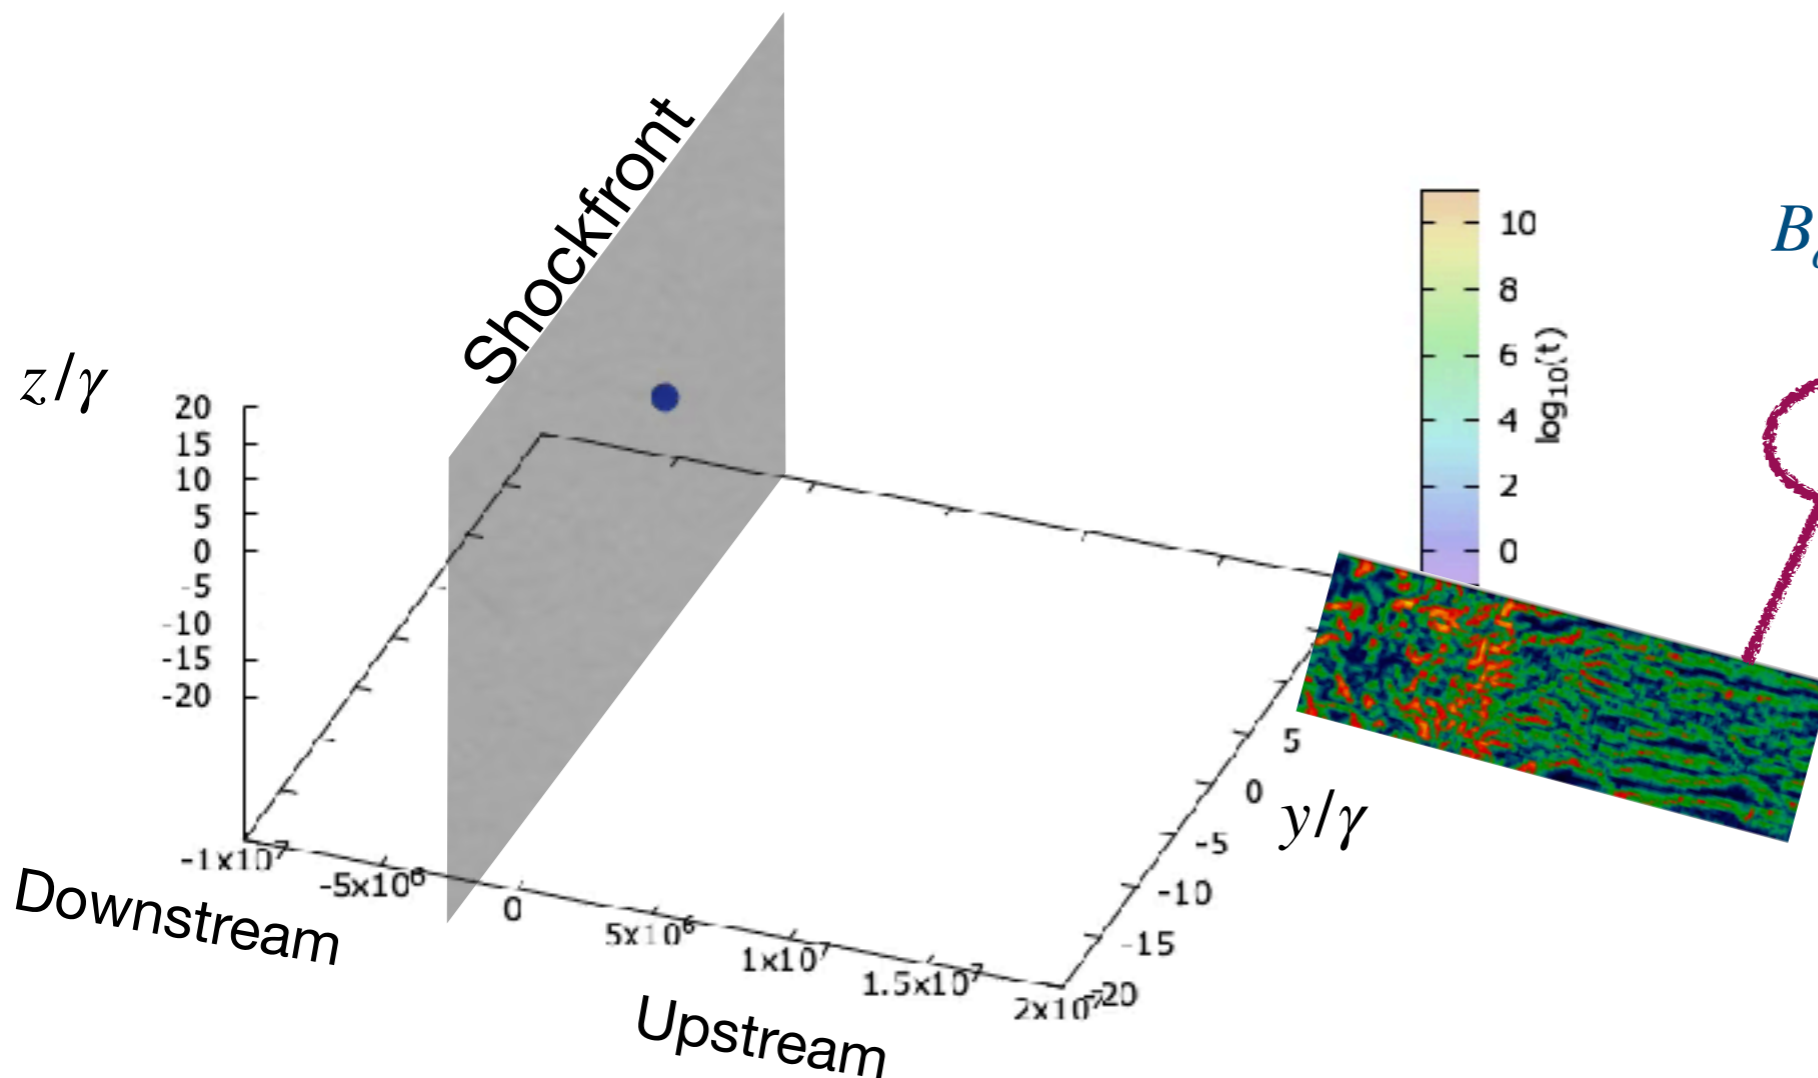 Shockfront
z/γ
20
15
10
5
0
-5
-10
-15
-20
10
8
6
4
2
0
log₁₀(t)
B
5
0
-5
-10
-15
-20
y/γ
-1x10⁷
-5x10⁶
0
5x10⁶
1x10⁷
1.5x10⁷
2x10⁷
Downstream
Upstream